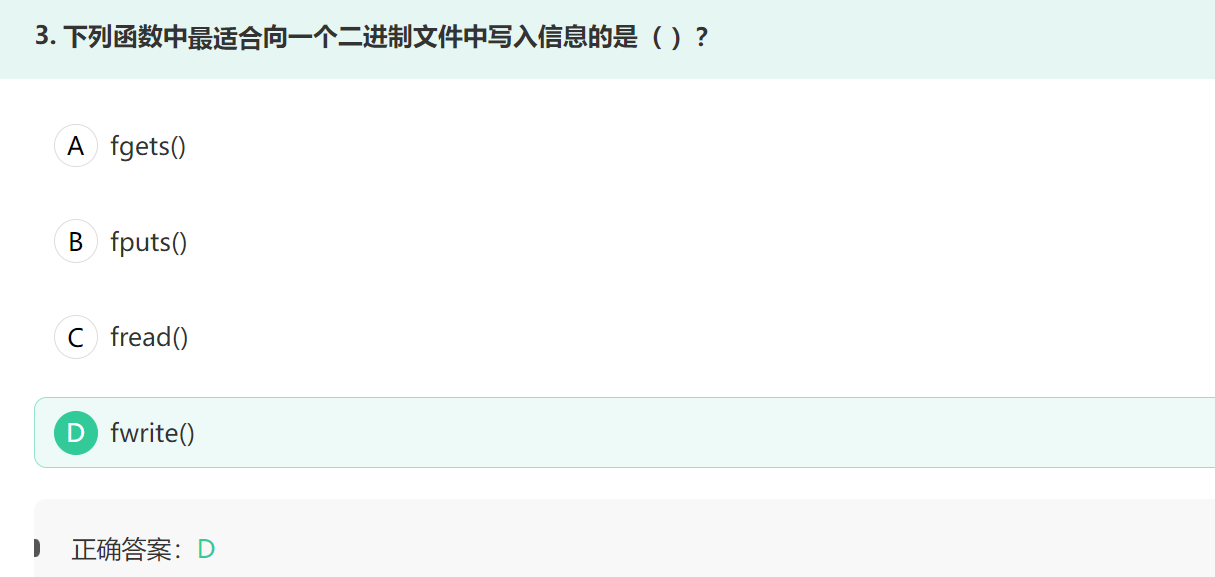 3. 下列函数中最适合向一个二进制文件中写入信息的是（ ）？
A fgets()
B fputs()
C fread()
D fwrite()
正确答案：D